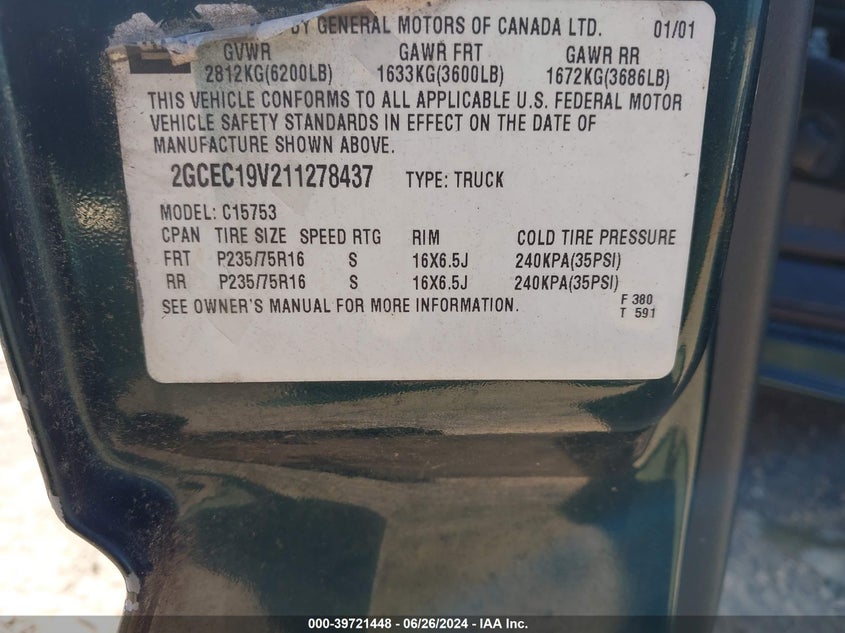 BY GENERAL MOTORS OF CANADA LTD. 01/01
GVWR GAWR FRT GAWR RR
2812KG(6200LB) 1633KG(3600LB) 1672KG(3686LB)
THIS VEHICLE CONFORMS TO ALL APPLICABLE U.S. FEDERAL MOTOR
VEHICLE SAFETY STANDARDS IN EFFECT ON THE DATE OF
MANUFACTURE SHOWN ABOVE.
2GCEC19V211278437 TYPE: TRUCK
MODEL: C15753
CPAN TIRE SIZE SPEED RTG RIM COLD TIRE PRESSURE
FRT P235/75R16 S 16X6.5J 240KPA(35PSI)
RR P235/75R16 S 16X6.5J 240KPA(35PSI)
SEE OWNER'S MANUAL FOR MORE INFORMATION.
F 380
T 591
000-39721448 - 06/26/2024 - IAA Inc.